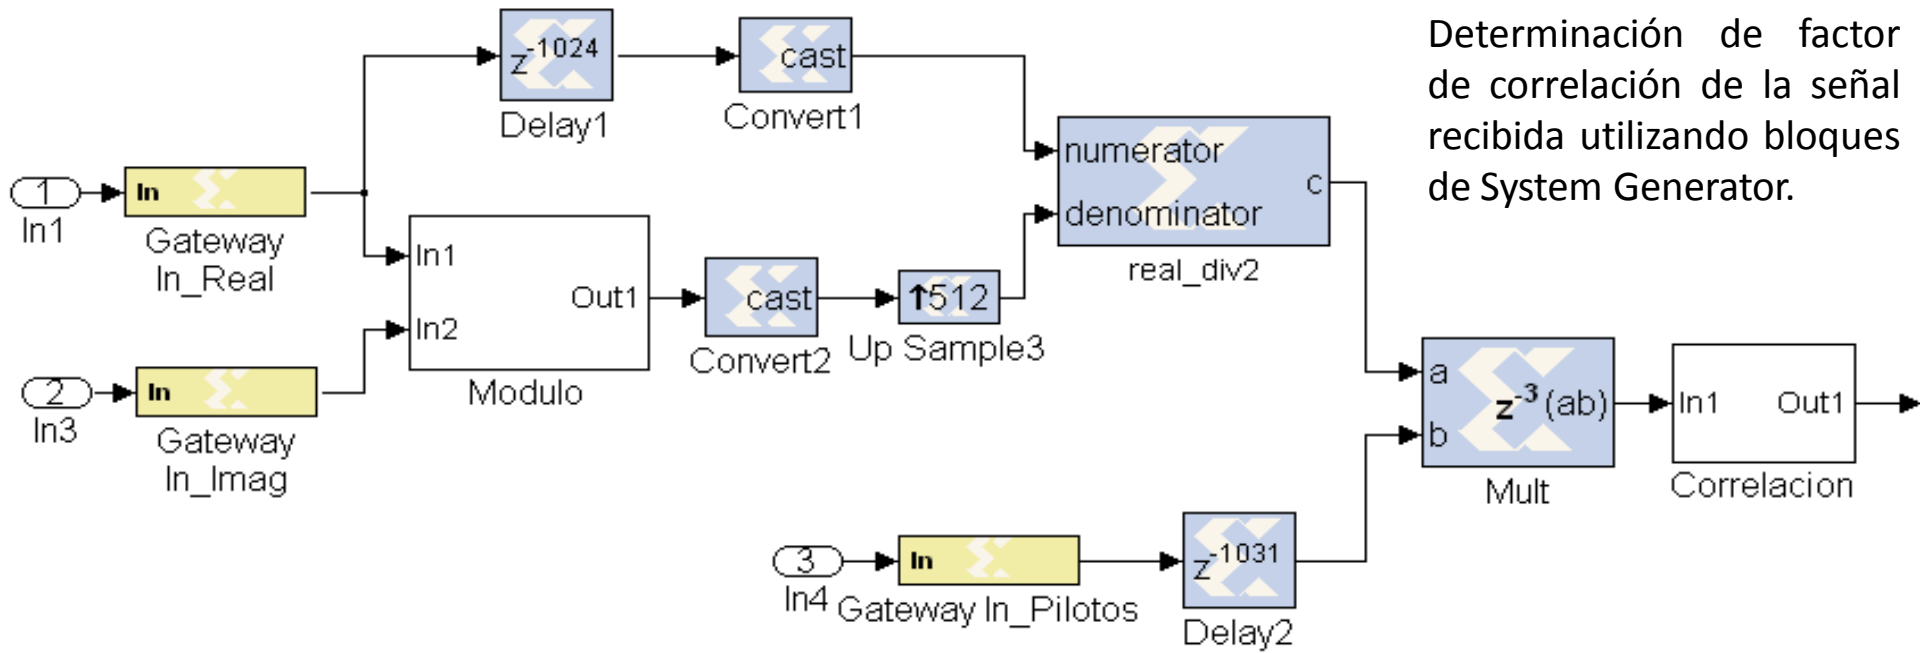 Determinación de factor
de correlación de la señal
recibida utilizando bloques
de System Generator.
z-1024
Delay1
cast
Convert1
numerator
denominator
c
real_div2
1
In1
In
Gateway
In_Real
In1
In2
Out1
Modulo
cast
Convert2
↑512
Up Sample3
2
In3
In
Gateway
In_Imag
a
b
z-3 (ab)
Mult
In1
Out1
Correlacion
3
In4
In
Gateway In_Pilotos
z-1031
Delay2